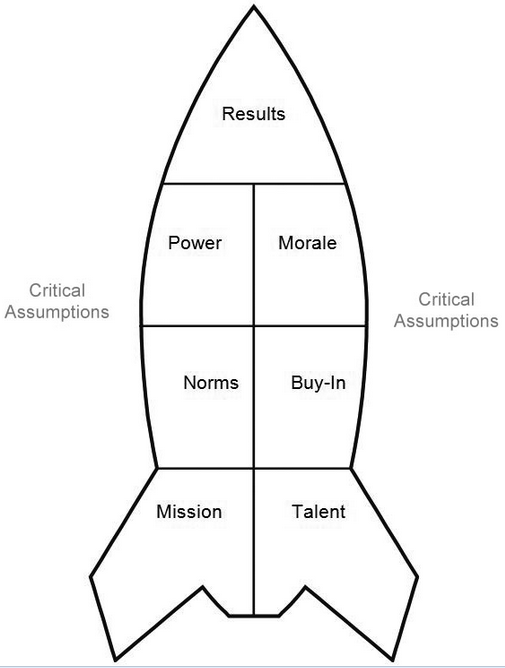 Results
Power
Morale
Critical
Assumptions
Critical
Assumptions
Norms
Buy-In
Mission
Talent